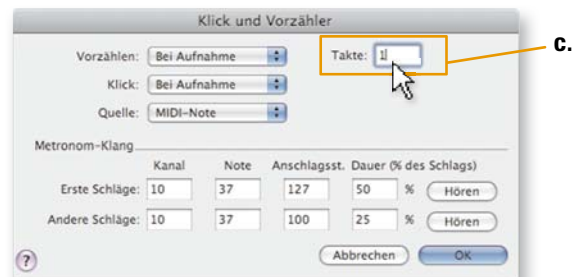 Klick und Vorzähler
Vorzählen: Bei Aufnahme Takte: 1
c.
Klick: Bei Aufnahme
Quelle: MIDI-Note
Metronom-Klang
Kanal Note Anschlagsst. Dauer (% des Schlags)
Erste Schläge: 10 37 127 50 % Hören
Andere Schläge: 10 37 100 25 % Hören
? Abbrechen OK